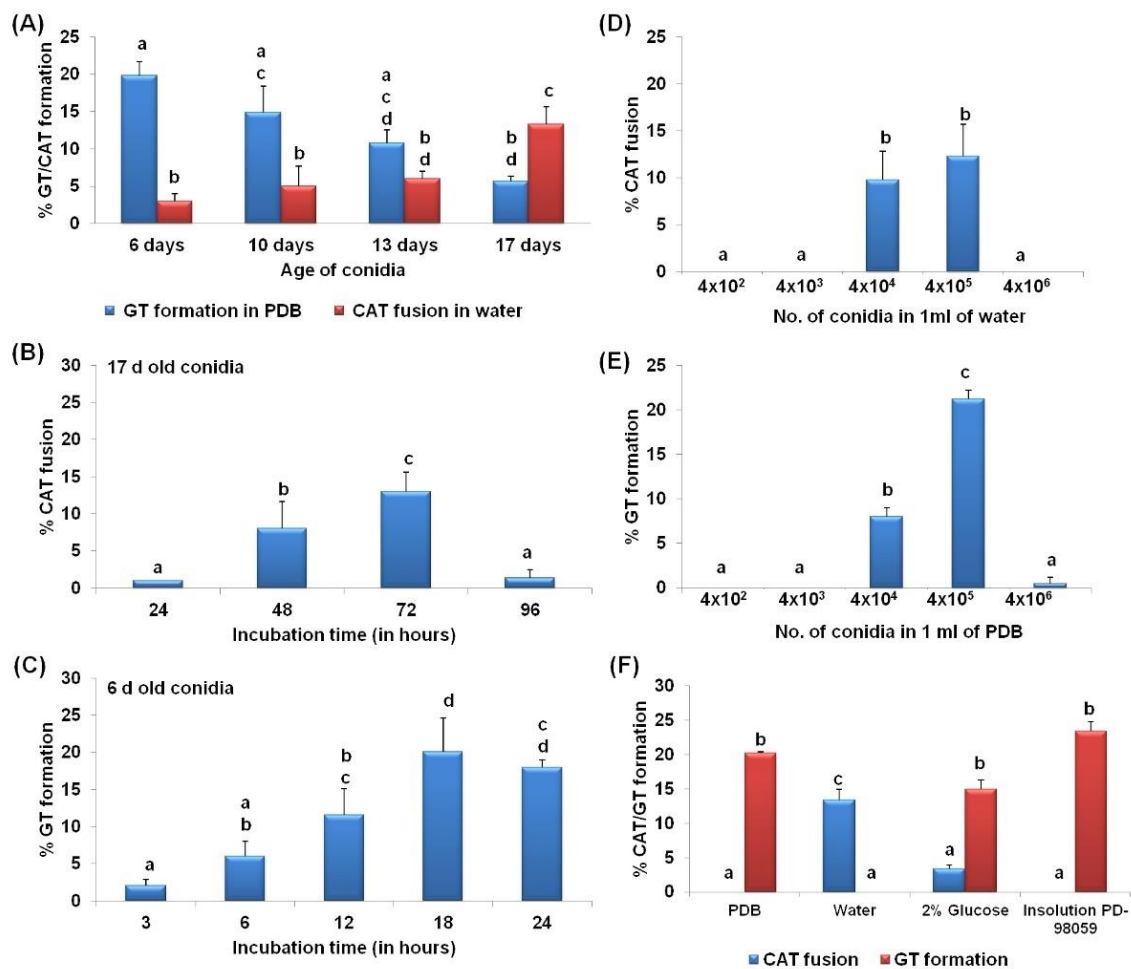 (A)
% GT/CAT formation
25
20
15
10
5
0
a
b
a
c
b
a
c
d
b
d
b
d
c
6 days
10 days
13 days
17 days
Age of conidia
GT formation in PDB
CAT fusion in water
(B)
17 d old conidia
% CAT fusion
30
25
20
15
10
5
0
a
b
c
a
24
48
72
96
Incubation time (in hours)
(C)
6 d old conidia
% GT formation
30
25
20
15
10
5
0
a
a
b
b
c
d
c
d
3
6
12
18
24
Incubation time (in hours)
(D)
% CAT fusion
25
20
15
10
5
0
a
a
b
b
a
4x10²
4x10³
4x10⁴
4x10⁵
4x10⁶
No. of conidia in 1ml of water
(E)
% GT formation
30
25
20
15
10
5
0
a
a
b
c
a
4x10²
4x10³
4x10⁴
4x10⁵
4x10⁶
No. of conidia in 1 ml of PDB
(F)
% CAT/GT formation
30
25
20
15
10
5
0
a
b
c
a
a
b
a
b
PDB
Water
2% Glucose
Insolution PD-
98059
CAT fusion
GT formation